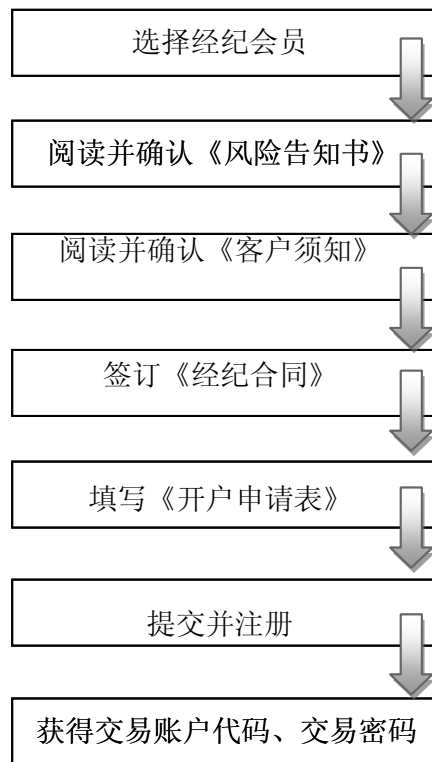 选择经纪会员
阅读并确认《风险告知书》
阅读并确认《客户须知》
签订《经纪合同》
填写《开户申请表》
提交并注册
获得交易账户代码、交易密码